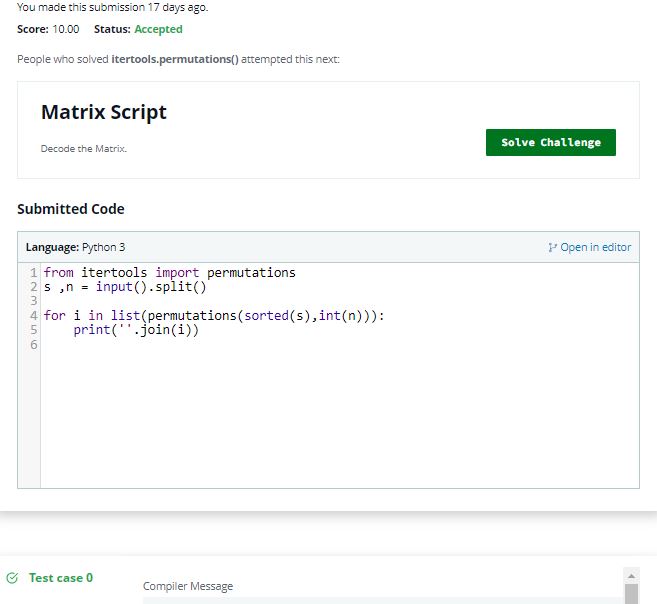 You made this submission 17 days ago.
Score: 10.00 Status: Accepted
People who solved itertools.permutations() attempted this next:
Matrix Script
Decode the Matrix.
Solve Challenge
Submitted Code
Language: Python 3
Open in editor
1 from itertools import permutations
2 s ,n = input().split()
3
4 for i in list(permutations(sorted(s),int(n))):
5     print(''.join(i))
6
Test case 0
Compiler Message